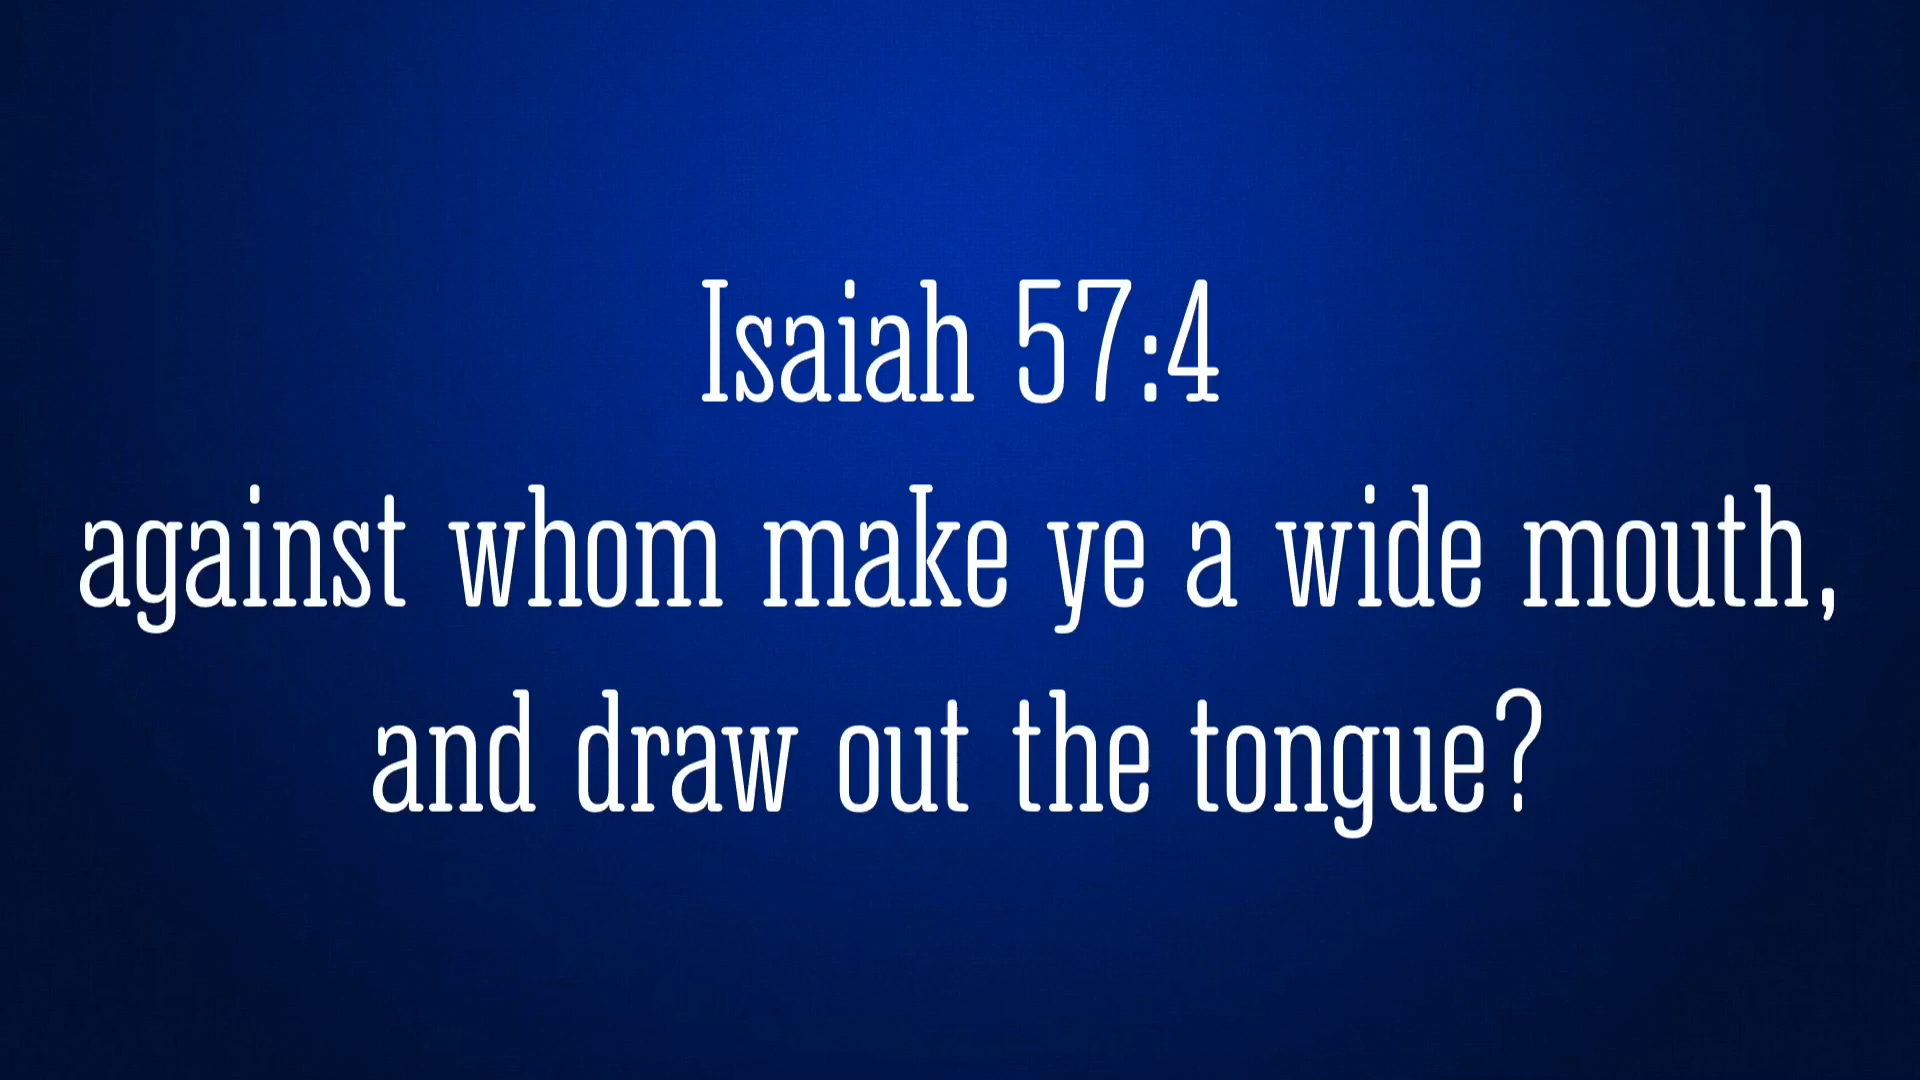 Isaiah 57:4
against whom make ye a wide mouth,
and draw out the tongue?